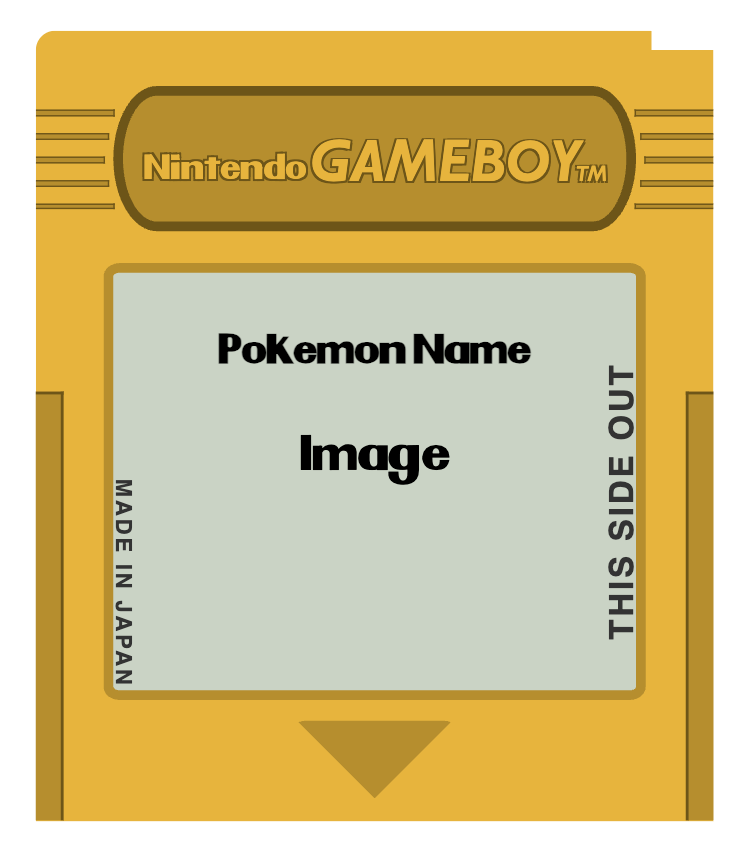 Nintendo GAMEBOY TM
PoKemon Name
Image
THIS SIDE OUT
MADE IN JAPAN